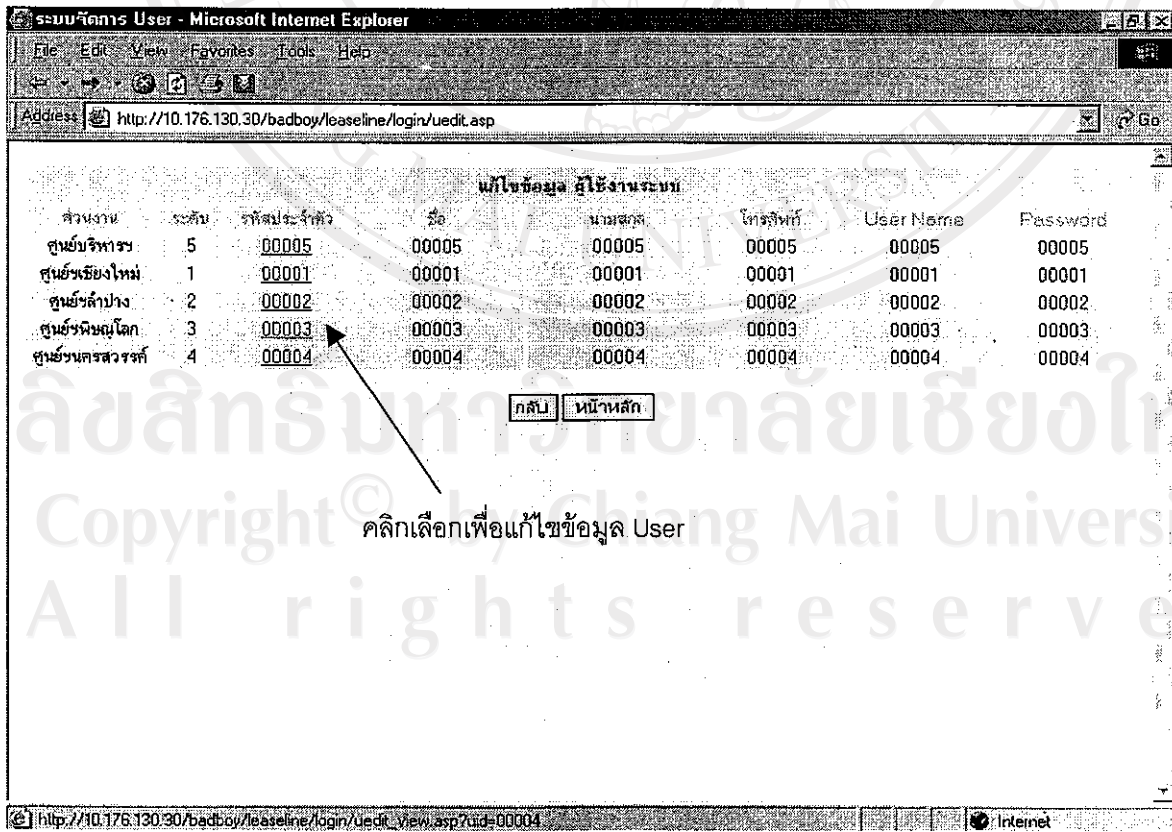 ระบบจัดการ User - Microsoft Internet Explorer
File Edit View Favorites Tools Help
Address http://10.176.130.30/badboy/leaseline/login/uedit.asp Go
แก้ไขข้อมูล ผู้ใช้งานระบบ
ส่วนงาน ระดับ รหัสประจำตัว ชื่อ นามสกุล โทรศัพท์ User Name Password
ศูนย์บริหารฯ 5 00005 00005 00005 00005 00005 00005
ศูนย์ฯเชียงใหม่ 1 00001 00001 00001 00001 00001 00001
ศูนย์ฯลำปาง 2 00002 00002 00002 00002 00002 00002
ศูนย์ฯพิษณุโลก 3 00003 00003 00003 00003 00003 00003
ศูนย์ฯนครสวรรค์ 4 00004 00004 00004 00004 00004 00004
กลับ หน้าหลัก
คลิกเลือกเพื่อแก้ไขข้อมูล User
ลิขสิทธิ์มหาวิทยาลัยเชียงให
Copyright © by Chiang Mai Univers
All rights reserve
http://10.176.130.30/badboy/leaseline/login/uedit_view.asp?uid=00004 Internet